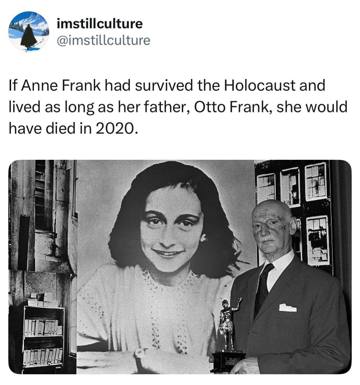 imstillculture
@imstillculture
If Anne Frank had survived the Holocaust and
lived as long as her father, Otto Frank, she would
have died in 2020.